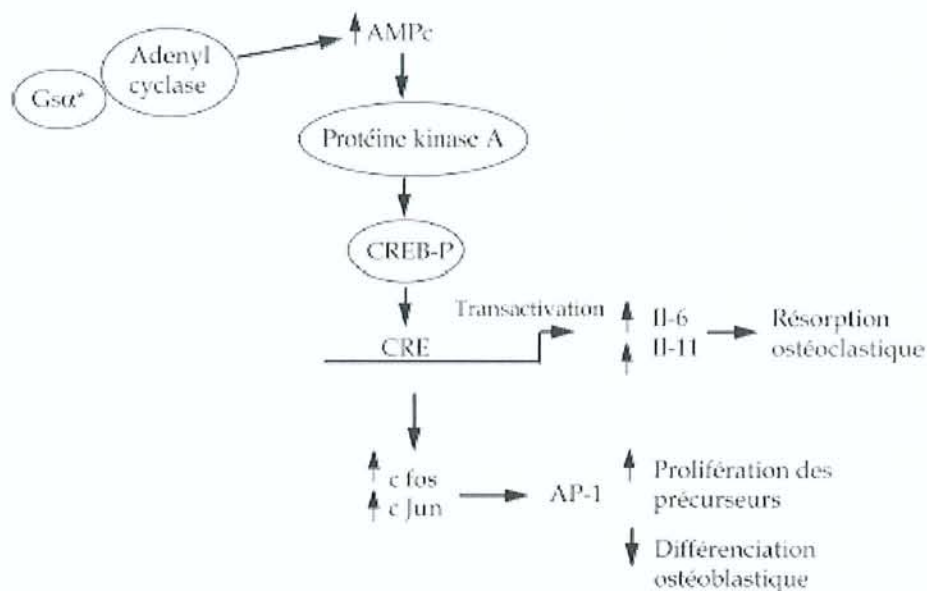 AMPc
Adenyl
cyclase
Gsα*
Protéine kinase A
CREB-P
Transactivation
CRE
Il-6
Il-11
Résorption
ostéoclastique
c fos
c Jun
AP-1
Prolifération des
précurseurs
Différenciation
ostéoblastique